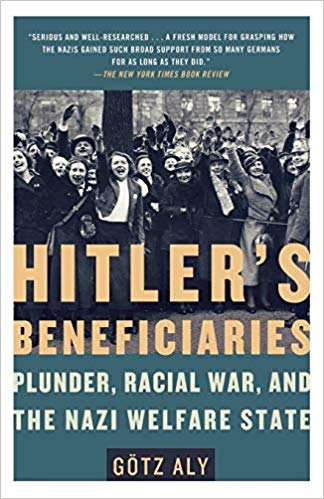 "SERIOUS AND WELL-RESEARCHED . . . A FRESH MODEL FOR GRASPING HOW
THE NAZIS GAINED SUCH BROAD SUPPORT FROM SO MANY GERMANS
FOR AS LONG AS THEY DID."
—THE NEW YORK TIMES BOOK REVIEW
HITLER'S
BENEFICIARIES
PLUNDER, RACIAL WAR, AND
THE NAZI WELFARE STATE
GÖTZ ALY